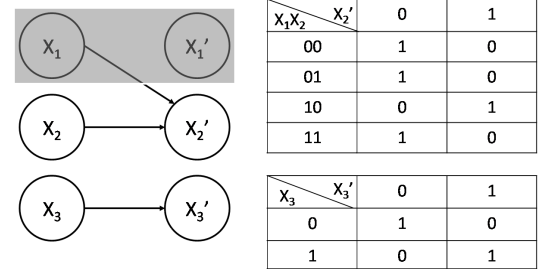 X₁ X₁′
X₂ X₂′
X₃ X₃′
X₁X₂ X₂′ 0 1
00 1 0
01 1 0
10 0 1
11 1 0
X₃ X₃′ 0 1
0 1 0
1 0 1